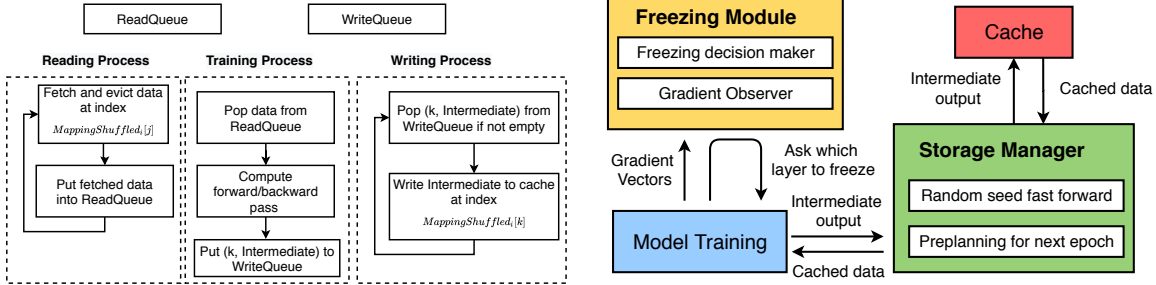 ReadQueue
WriteQueue
Reading Process
Fetch and evict data
at index
MappingShuffled_i[j]
Put fetched data
into ReadQueue
Training Process
Pop data from
ReadQueue
Compute
forward/backward
pass
Put (k, Intermediate) to
WriteQueue
Writing Process
Pop (k, Intermediate) from
WriteQueue if not empty
Write Intermediate to cache
at index
MappingShuffled_i[k]
Freezing Module
Freezing decision maker
Gradient Observer
Gradient
Vectors
Ask which
layer to freeze
Model Training
Intermediate
output
Cached data
Cache
Intermediate
output
Cached data
Storage Manager
Random seed fast forward
Preplanning for next epoch